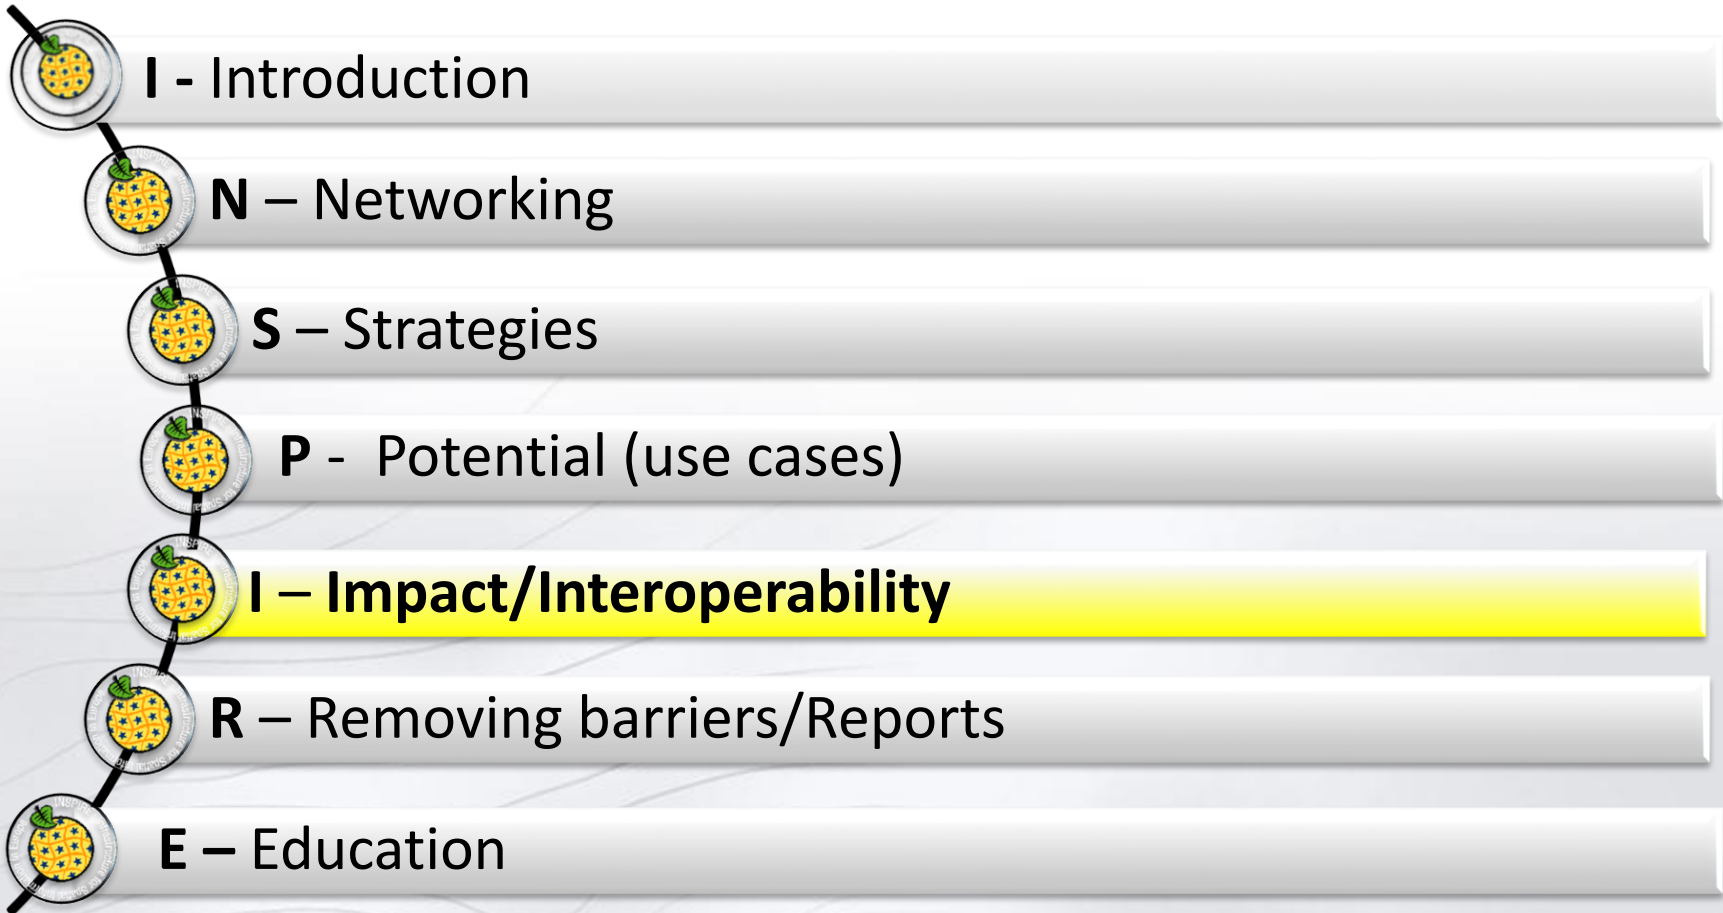 I - Introduction
N – Networking
S – Strategies
P - Potential (use cases)
I – Impact/Interoperability
R – Removing barriers/Reports
E – Education